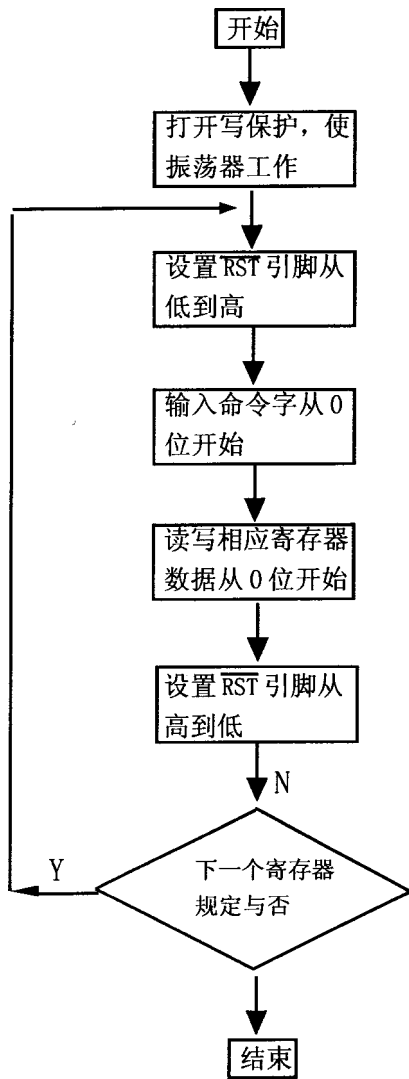 开始
打开写保护，使
振荡器工作
设置RST引脚从
低到高
输入命令字从0
位开始
读写相应寄存器
数据从0位开始
设置RST引脚从
高到低
N
Y
下一个寄存器
规定与否
结束